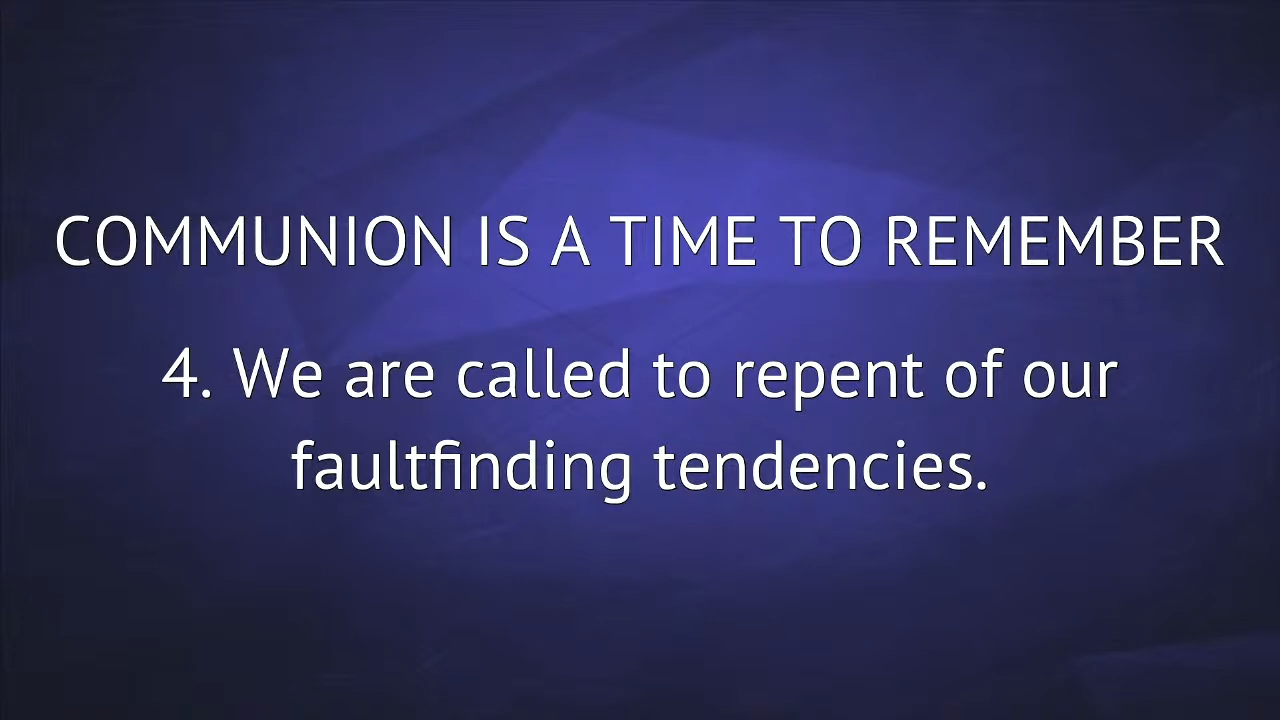 COMMUNION IS A TIME TO REMEMBER
4. We are called to repent of our
faultfinding tendencies.